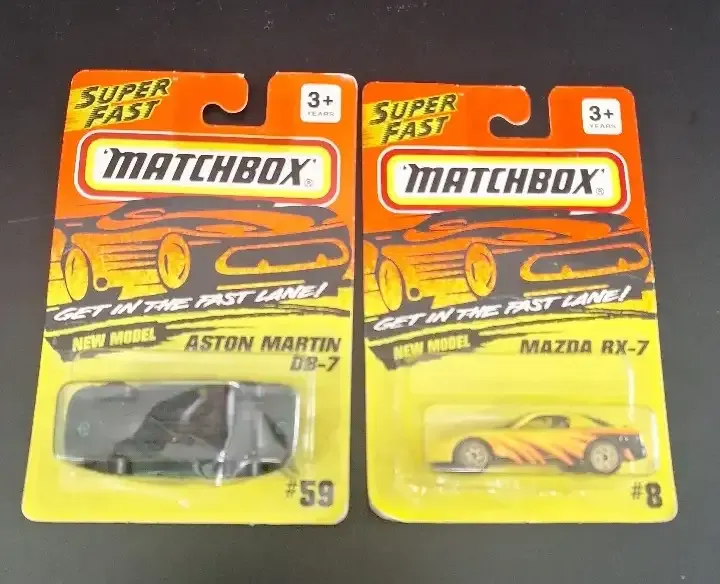 SUPER
FAST
3+
YEARS
"MATCHBOX"®
GET IN THE FAST LANE!
NEW MODEL
ASTON MARTIN
DB-7
#59
SUPER
FAST
3+
YEARS
"MATCHBOX"®
GET IN THE FAST LANE!
NEW MODEL
MAZDA RX-7
#8